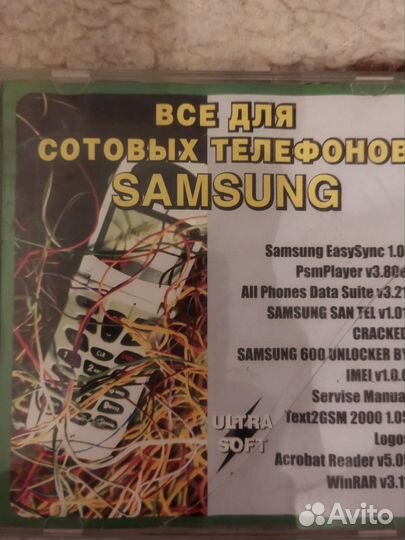 ВСЕ ДЛЯ
СОТОВЫХ ТЕЛЕФОНОВ
SAMSUNG
Samsung EasySync 1.0
PsmPlayer v3.80e
All Phones Data Suite v3.21
SAMSUNG SAN TEL v1.01
CRACKED
SAMSUNG 600 UNLOCKER BY
IMEI v1.0.
Servise Manua
Text2GSM 2000 1.05
Logos
Acrobat Reader v5.05
WinRAR v3.11
ULTRA
SOFT
Avito